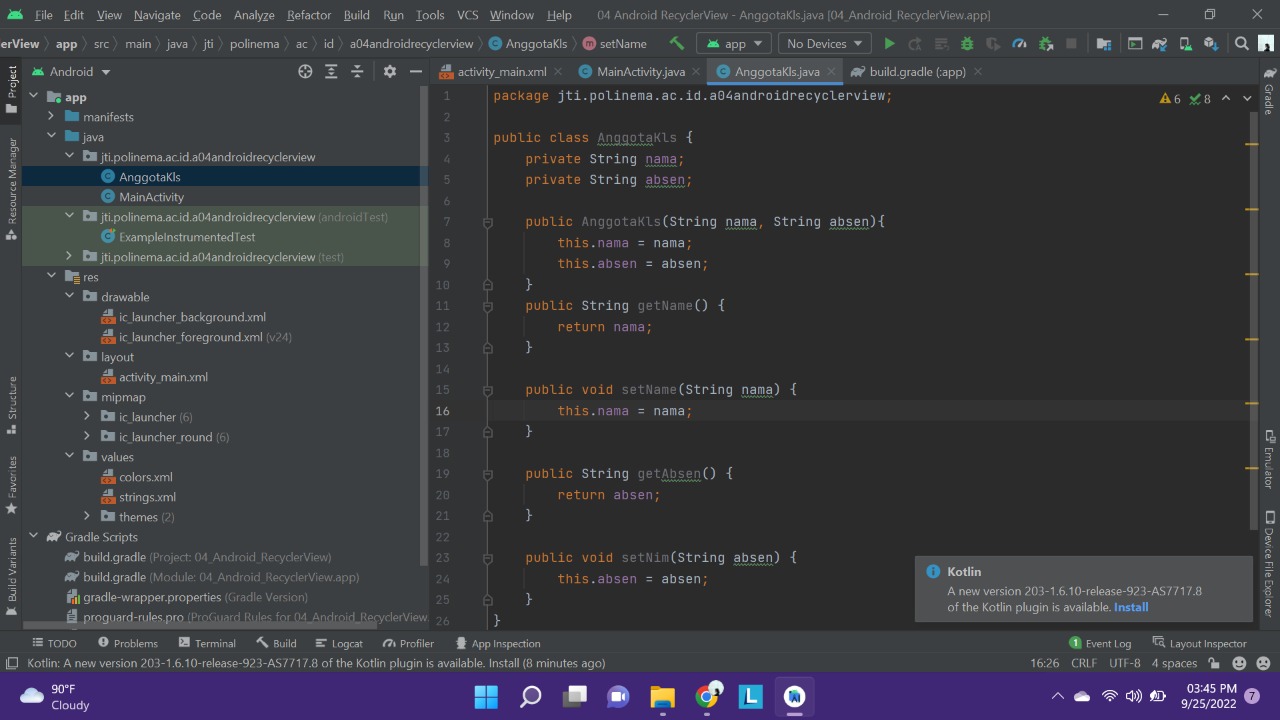 File Edit View Navigate Code Analyze Refactor Build Run Tools VCS Window Help 04 Android RecyclerView - AnggotaKls.java [04_Android_RecyclerView.app]
erView app src main java jti polinema ac id a04androidrecyclerview AnggotaKls setName app No Devices
Android
activity_main.xml MainActivity.java AnggotaKls.java build.gradle (:app)
Project
Resource Manager
Structure
Favorites
Build Variants
app
manifests
java
jti.polinema.ac.id.a04androidrecyclerview
AnggotaKls
MainActivity
jti.polinema.ac.id.a04androidrecyclerview (androidTest)
ExampleInstrumentedTest
jti.polinema.ac.id.a04androidrecyclerview (test)
res
drawable
ic_launcher_background.xml
ic_launcher_foreground.xml (v24)
layout
activity_main.xml
mipmap
ic_launcher (6)
ic_launcher_round (6)
values
colors.xml
strings.xml
themes (2)
Gradle Scripts
build.gradle (Project: 04_Android_RecyclerView)
build.gradle (Module: 04_Android_RecyclerView.app)
gradle-wrapper.properties (Gradle Version)
proguard-rules.pro (ProGuard Rules for 04_Android_Recycler
1 package jti.polinema.ac.id.a04androidrecyclerview;
2
3 public class AnggotaKls {
4 private String nama;
5 private String absen;
6
7 public AnggotaKls(String nama, String absen){
8 this.nama = nama;
9 this.absen = absen;
10 }
11 public String getName() {
12 return nama;
13 }
14
15 public void setName(String nama) {
16 this.nama = nama;
17 }
18
19 public String getAbsen() {
20 return absen;
21 }
22
23 public void setNim(String absen) {
24 this.absen = absen;
25 }
26 }
6 8
Gradle
Emulator
Device File Explorer
Kotlin
A new version 203-1.6.10-release-923-AS7717.8
of the Kotlin plugin is available. Install
TODO Problems Terminal Build Logcat Profiler App Inspection 1 Event Log Layout Inspector
Kotlin: A new version 203-1.6.10-release-923-AS7717.8 of the Kotlin plugin is available. Install (8 minutes ago) 16:26 CRLF UTF-8 4 spaces
90°F
Cloudy
L
03:45 PM
9/25/2022
7